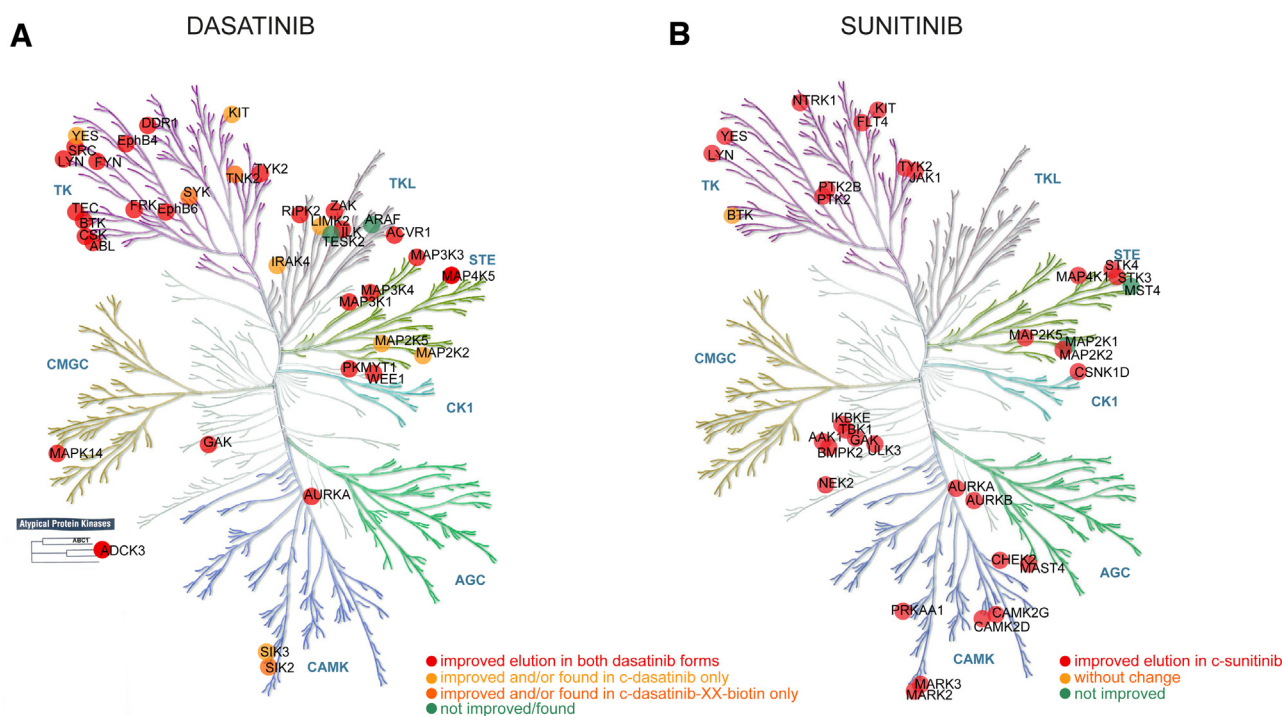 A
DASATINIB
KIT
DDR1
YES
EphB4
SRC
LYN
FYN
TYK2
TNK2
TK
SYK
TKL
TEC
FRK
EphB6
BTK
CSK
ABL
RIPK2
ZAK
LIMK2
ILK
ARAF
TESK2
ACVR1
IRAK4
MAP3K3
STE
MAP4K5
MAP3K4
MAP3K1
MAP2K5
MAP2K2
PKMYT1
WEE1
CMGC
CK1
MAPK14
GAK
AURKA
Atypical Protein Kinases
ABC1
ADCK3
AGC
SIK3
SIK2
CAMK
improved elution in both dasatinib forms
improved and/or found in c-dasatinib only
improved and/or found in c-dasatinib-XX-biotin only
not improved/found
B
SUNITINIB
NTRK1
KIT
FLT4
YES
LYN
TYK2
JAK1
TK
PTK2B
PTK2
TKL
BTK
STE
STK4
MAP4K1
STK3
MST4
MAP2K5
MAP2K1
MAP2K2
CSNK1D
CMGC
CK1
IKBKE
TBK1
AAK1
GAK
BMPK2
ULK3
NEK2
AURKA
AURKB
CHEK2
MAST4
AGC
PRKAA1
CAMK2G
CAMK2D
CAMK
MARK3
MARK2
improved elution in c-sunitinib
without change
not improved